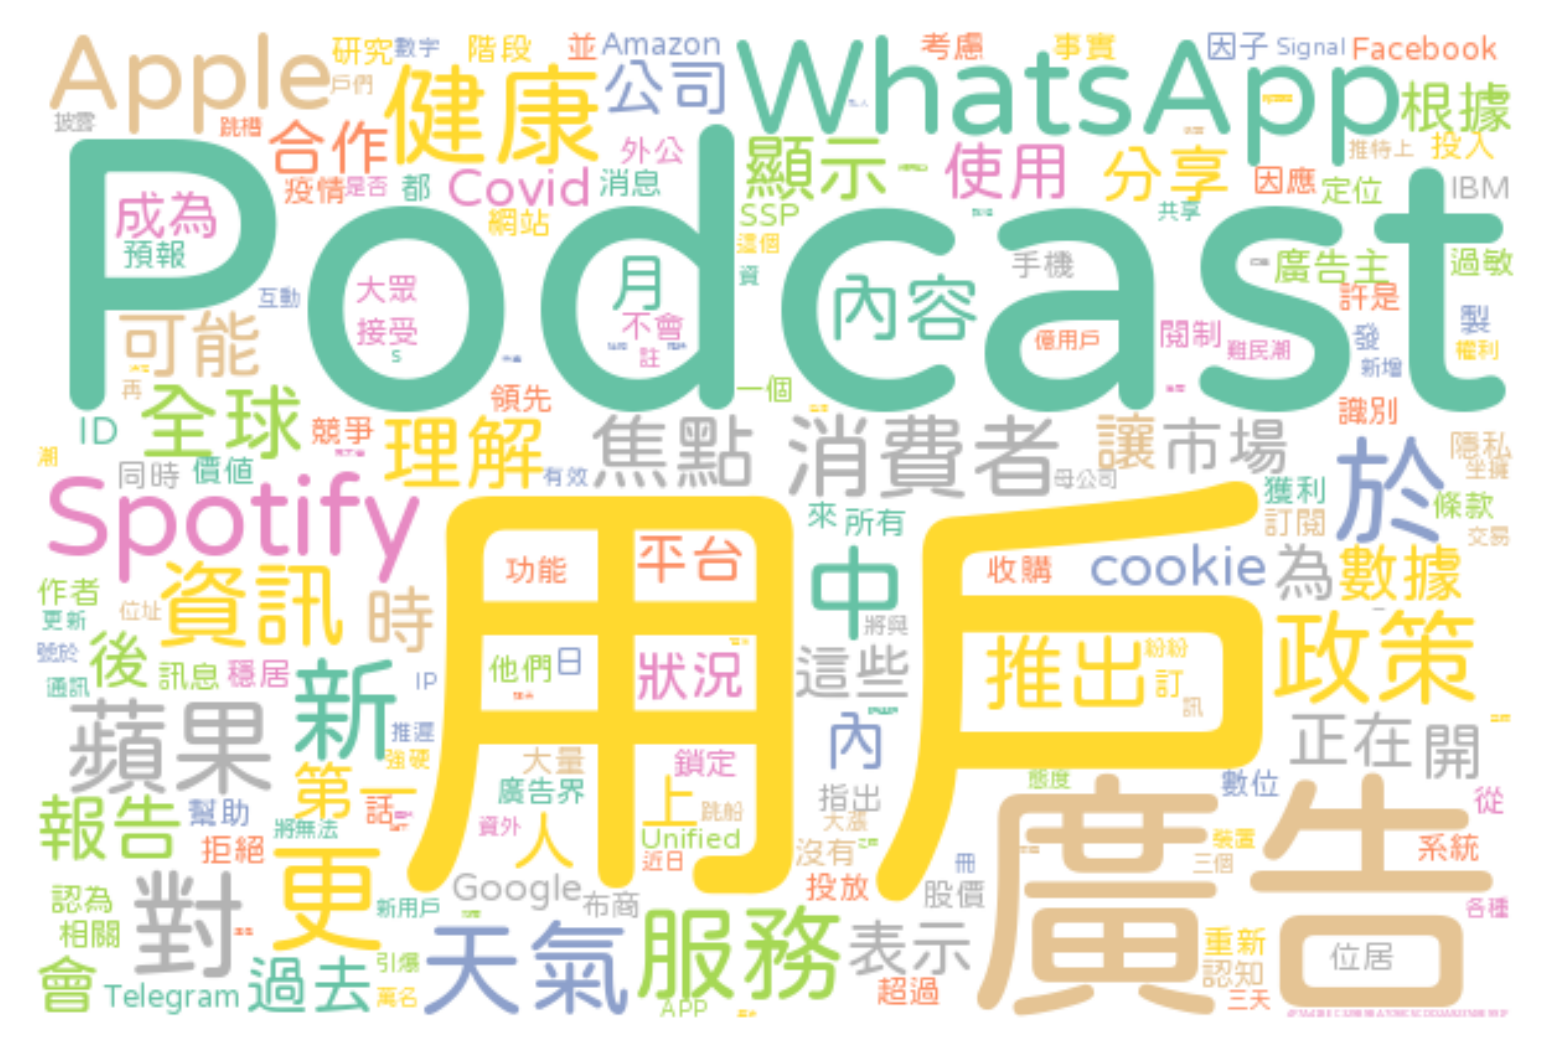 Apple
研究
數字
階段
並
Amazon
WhatsApp
考慮
事實
因子
Signal
Facebook
戶們
健康
公司
根據
披露
跳槽
合作
外公
顯示
使用
分享
推特上
投入
疫情
是否
都
Covid
消息
因應
定位
IBM
Podcast
成為
預報
網站
SSP
這個
資
共享
手機
廣告主
過敏
互動
大眾
接受
s
月
不會
註
內容
億用戶
閱制
難民潮
許是
發
新增
製
權利
可能
再
全球
ID
競爭
領先
理解
一個
焦點
消費者
讓
市場
識別
於
隱私
坐擁
潮
同時
價值
有效
母公司
獲利
訂閱
條款
交易
Spotify
來
所有
用戶
功能
平台
中
收購
cookie
為
數據
作者
位址
更新
資訊
時
將與
號於
後
訊息
穩居
通訊
新
IP
他們
日
狀況
這些
推出
紛紛
訂
訊
政策
蘋果
推遲
強硬
內
正在
開
第一
大量
鎖定
廣告界
上
跳船
指出
大漲
態度
數位
從
報告
幫助
將無法
話
資外
人
Unified
近日
沒有
拒絕
更
廣告
裝置
三個
系統
冊
投放
股價
認為
相關
對
新用戶
Google
布商
服務
表示
位居
各種
重新
認知
會
Telegram
過去
引爆
萬名
天氣
APP
超過
三天